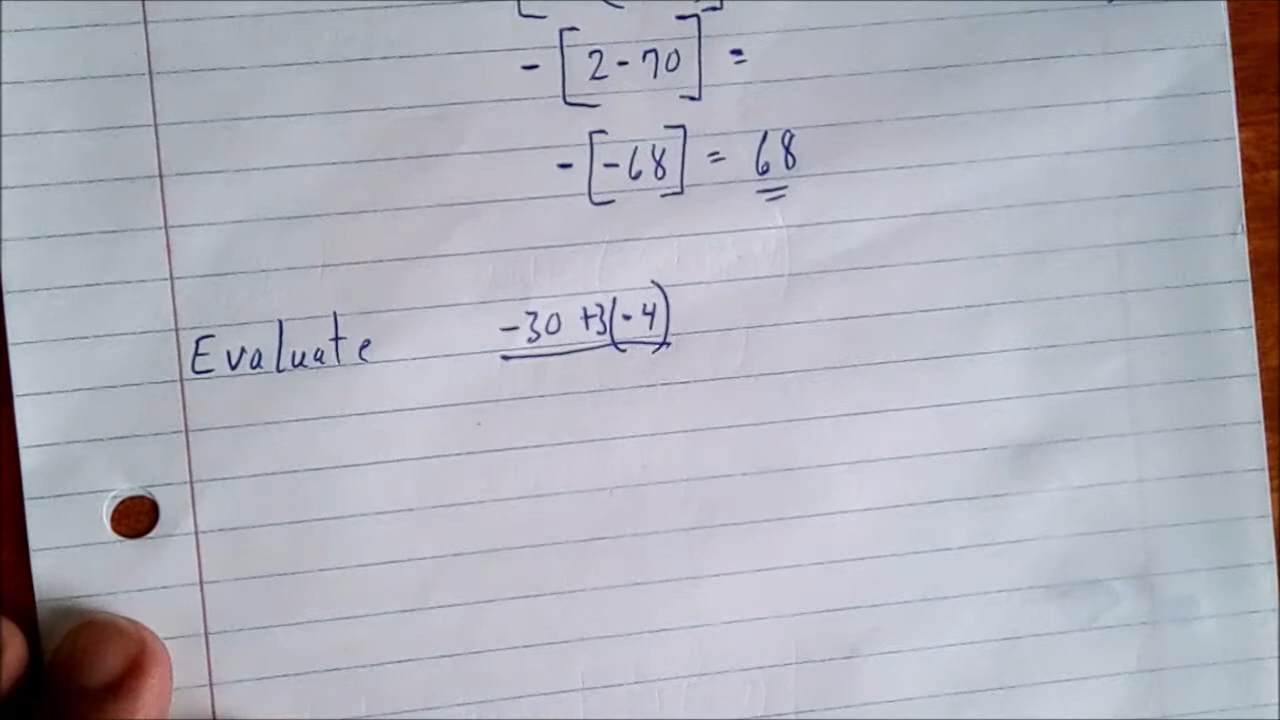 - [2 - 70] =
- [-68] = 68
Evaluate -30 +3(-4)